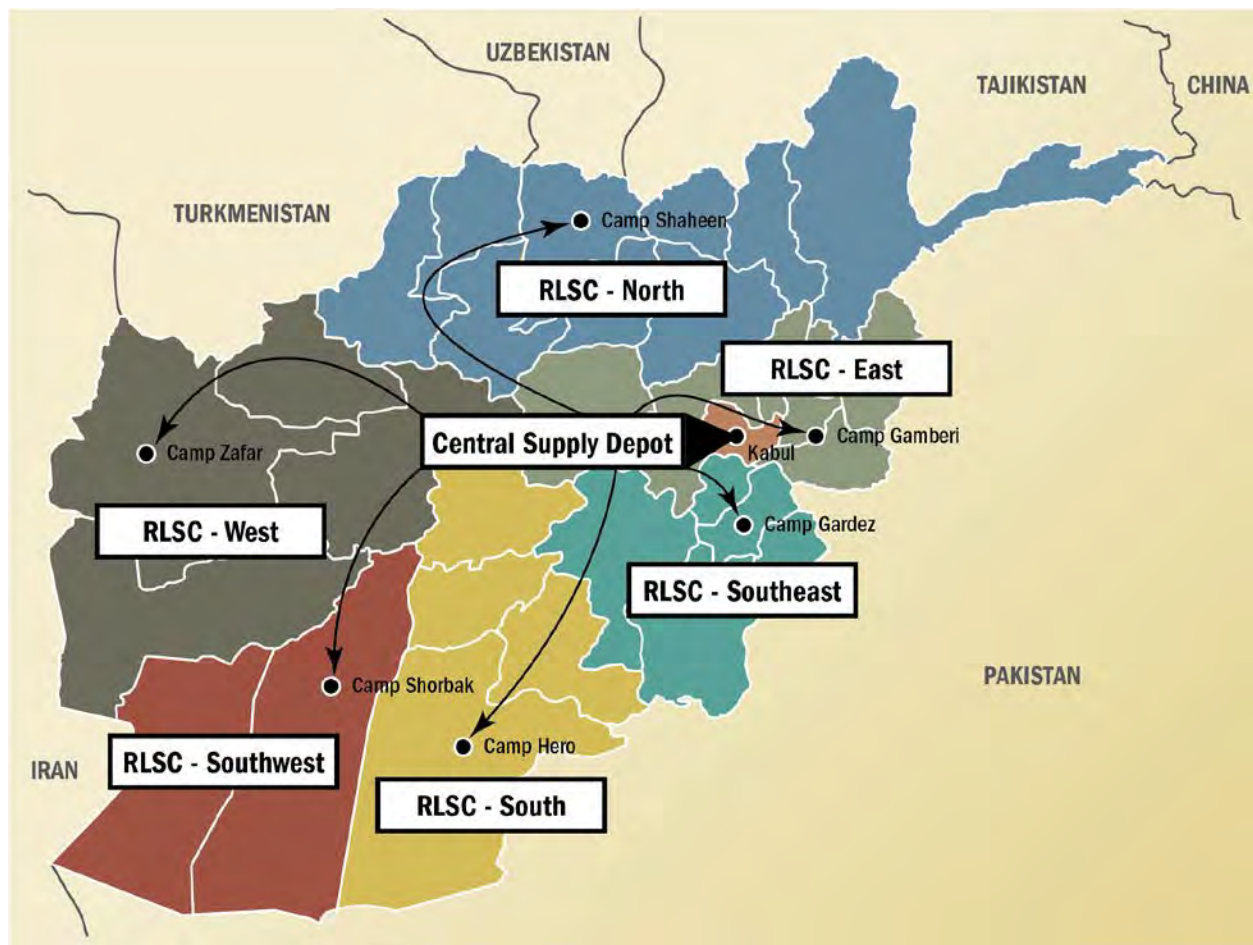 UZBEKISTAN
TAJIKISTAN
CHINA
TURKMENISTAN
Camp Shaheen
RLSC - North
RLSC - East
Central Supply Depot
Kabul
Camp Gamberi
Camp Zafar
RLSC - West
Camp Gardez
RLSC - Southeast
Camp Shorbak
PAKISTAN
Camp Hero
IRAN
RLSC - Southwest
RLSC - South